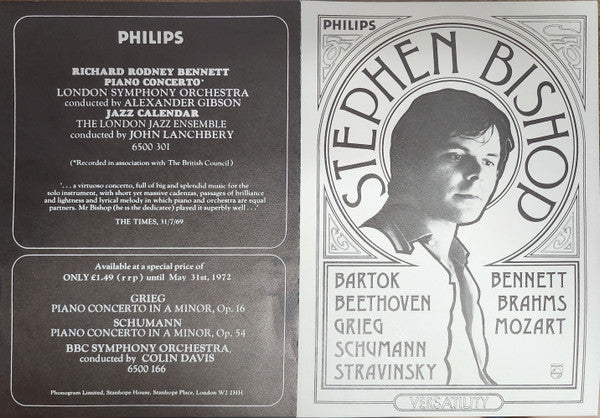 PHILIPS
RICHARD RODNEY BENNETT
PIANO CONCERTO*
LONDON SYMPHONY ORCHESTRA
conducted by ALEXANDER GIBSON
JAZZ CALENDAR
THE LONDON JAZZ ENSEMBLE
conducted by JOHN LANCHBERY
6500 301
(*Recorded in association with The British Council)
'. . . a virtuoso concerto, full of big and splendid music for the
solo instrument, with short yet massive cadenzas, passages of brilliance
and lightness and lyrical melody in which piano and orchestra are equal
partners. Mr Bishop (he is the dedicatee) played it superbly well . . .'
THE TIMES, 31/7/69
Available at a special price of
ONLY £1.49 (r r p) until May 31st, 1972
GRIEG
PIANO CONCERTO IN A MINOR, Op. 16
SCHUMANN
PIANO CONCERTO IN A MINOR, Op. 54
BBC SYMPHONY ORCHESTRA,
conducted by COLIN DAVIS
6500 166
Phonogram Limited, Stanhope House, Stanhope Place, London W2 2HH
PHILIPS
STEPHEN BISHOP
BARTOK
BEETHOVEN
GRIEG
SCHUMANN
STRAVINSKY
BENNETT
BRAHMS
MOZART
VERSATILITY